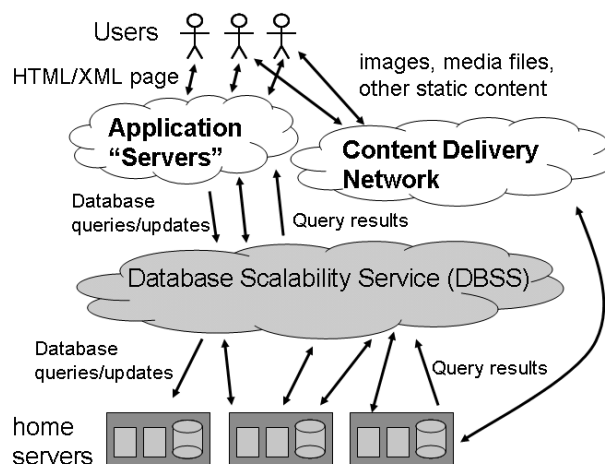 Users
HTML/XML page
images, media files,
other static content
Application
“Servers”
Content Delivery
Network
Database
queries/updates
Query results
Database Scalability Service (DBSS)
Database
queries/updates
Query results
home
servers